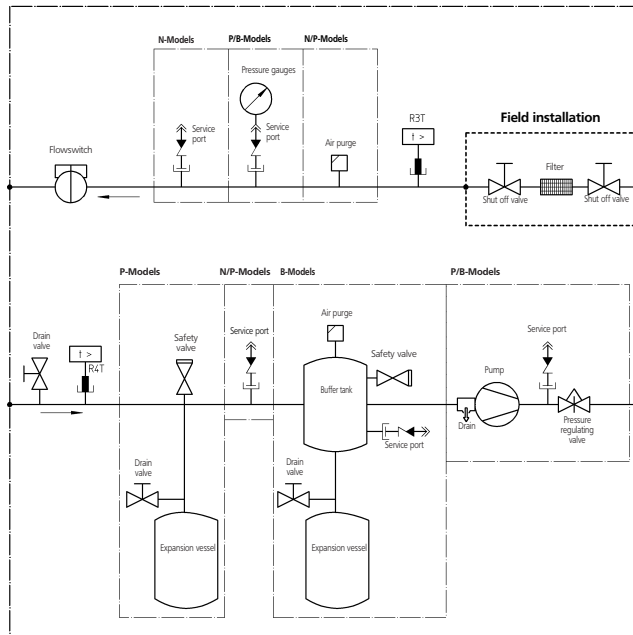 N-Models
P/B-Models
N/P-Models
Pressure gauges
Service
port
Service
port
Air purge
R3T
t >
Field installation
Flowswitch
Filter
Shut off valve
Shut off valve
P-Models
N/P-Models
B-Models
P/B-Models
Drain
valve
t >
R4T
Safety
valve
Service port
Air purge
Safety valve
Buffer tank
Service port
Pump
Service port
Drain
Pressure
regulating
valve
Drain
valve
Drain
valve
Expansion vessel
Expansion vessel